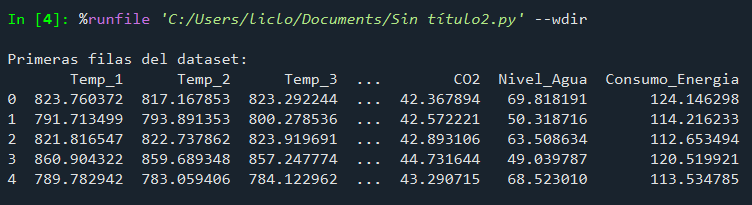 In [4]: %runfile 'C:/Users/liclo/Documents/Sin título2.py' --wdir
Primeras filas del dataset:
Temp_1 Temp_2 Temp_3 ... CO2 Nivel_Agua Consumo_Energia
0 823.760372 817.167853 823.292244 ... 42.367894 69.818191 124.146298
1 791.713499 793.891353 800.278536 ... 42.572221 50.318716 114.216233
2 821.816547 822.737862 823.919691 ... 42.893106 63.508634 112.653494
3 860.904322 859.689348 857.247774 ... 44.731644 49.039787 120.519921
4 789.782942 783.059406 784.122962 ... 43.290715 68.523010 113.534785